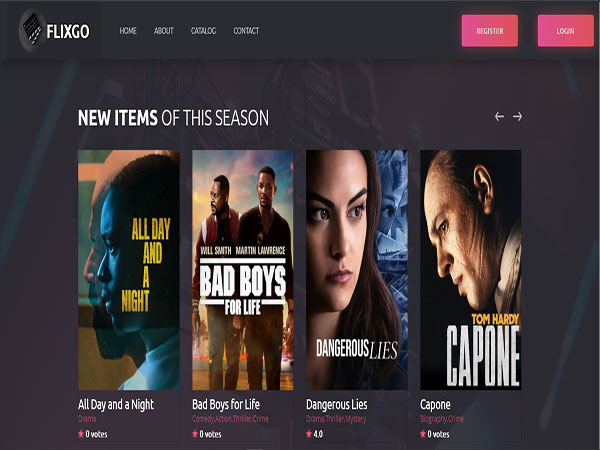 FLIXGO
HOME
ABOUT
CATALOG
CONTACT
REGISTER
LOGIN
NEW ITEMS OF THIS SEASON
ALL DAY
AND
A
NIGHT
WILL SMITH MARTIN LAWRENCE
BAD BOYS
FOR LIFE
DANGEROUS LIES
TOM HARDY
CAPONE
All Day and a Night
Drama
0 votes
Bad Boys for Life
Comedy,Action,Thriller,Crime
0 votes
Dangerous Lies
Drama,Thriller,Mystery
4.0
Capone
Biography,Crime
0 votes